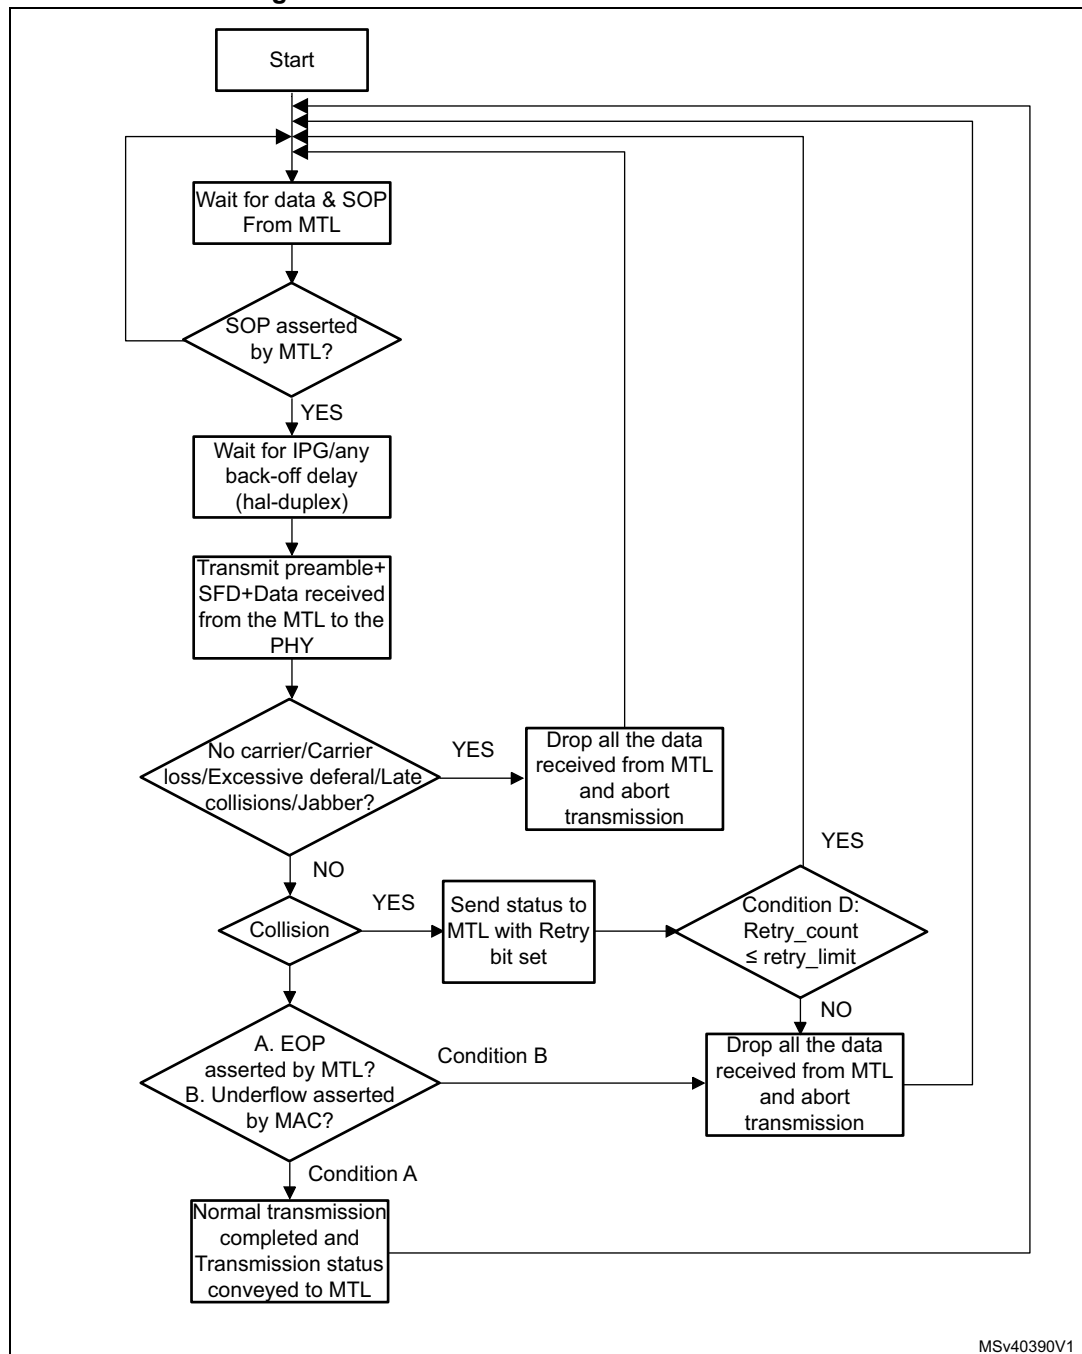 Start
Wait for data & SOP
From MTL
SOP asserted
by MTL?
YES
Wait for IPG/any
back-off delay
(hal-duplex)
Transmit preamble+
SFD+Data received
from the MTL to the
PHY
No carrier/Carrier
loss/Excessive deferal/Late
collisions/Jabber?
YES
Drop all the data
received from MTL
and abort
transmission
NO
Collision
YES
Send status to
MTL with Retry
bit set
YES
Condition D:
Retry_count
≤ retry_limit
NO
A. EOP
asserted by MTL?
B. Underflow asserted
by MAC?
Condition B
Drop all the data
received from MTL
and abort
transmission
Condition A
Normal transmission
completed and
Transmission status
conveyed to MTL
MSv40390V1